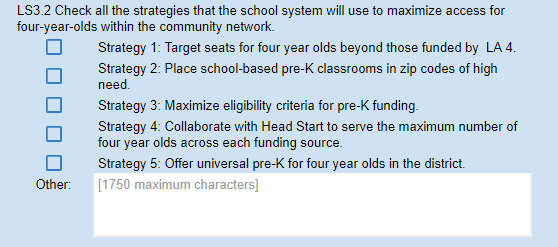 LS3.2 Check all the strategies that the school system will use to maximize access for
four-year-olds within the community network.
Strategy 1: Target seats for four year olds beyond those funded by LA 4.
Strategy 2: Place school-based pre-K classrooms in zip codes of high
need.
Strategy 3: Maximize eligibility criteria for pre-K funding.
Strategy 4: Collaborate with Head Start to serve the maximum number of
four year olds across each funding source.
Strategy 5: Offer universal pre-K for four year olds in the district.
Other: [1750 maximum characters]